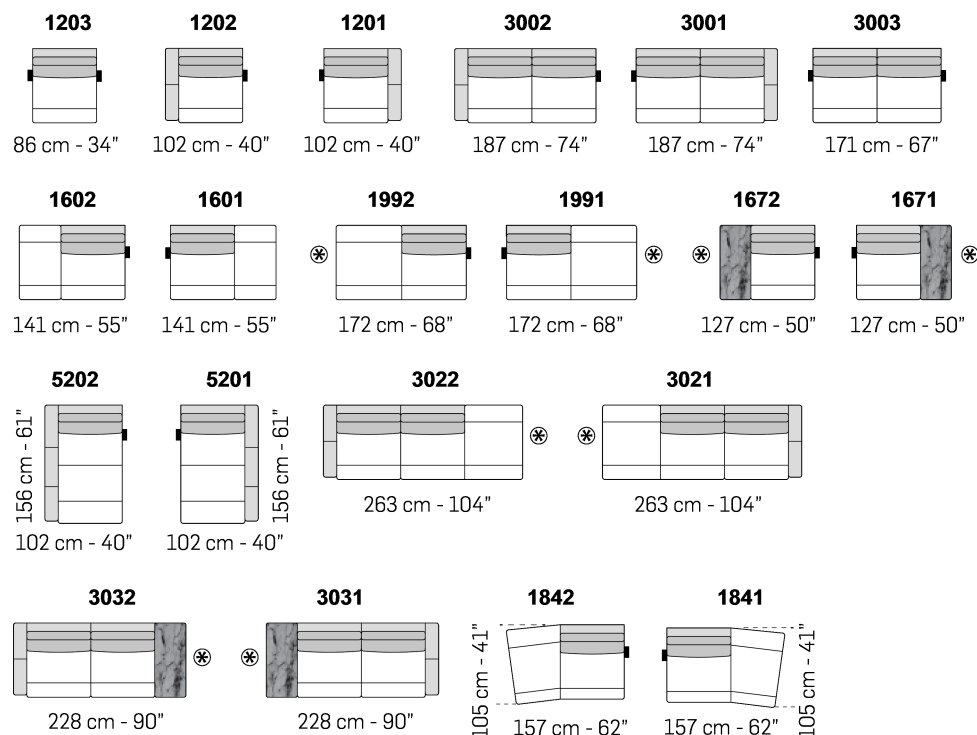 1203 1202 1201 3002 3001 3003
86 cm - 34” 102 cm - 40” 102 cm - 40” 187 cm - 74” 187 cm - 74” 171 cm - 67”
1602 1601 1992 1991 1672 1671
141 cm - 55” 141 cm - 55” 172 cm - 68” 172 cm - 68” 127 cm - 50” 127 cm - 50”
5202 5201 3022 3021
156 cm - 61” 156 cm - 61”
263 cm - 104” 263 cm - 104”
102 cm - 40” 102 cm - 40”
3032 3031 1842 1841
105 cm - 41” 105 cm - 41”
228 cm - 90” 228 cm - 90” 157 cm - 62” 157 cm - 62”